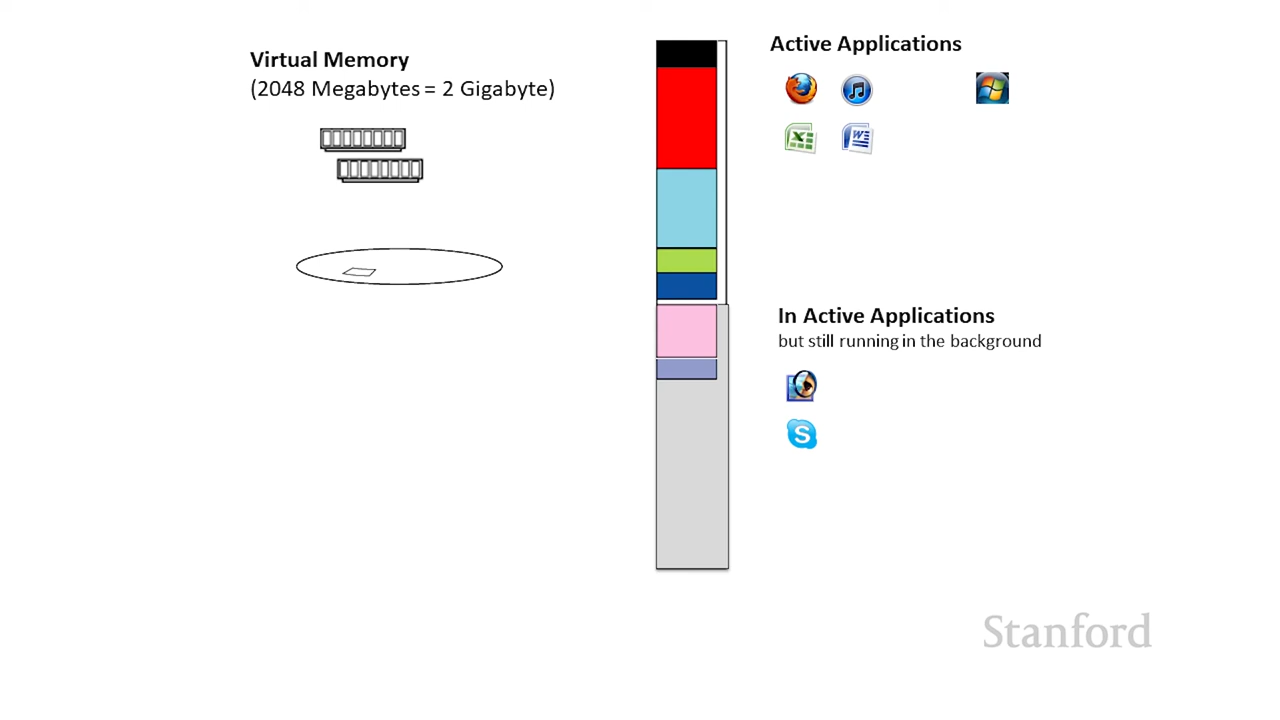 Virtual Memory
(2048 Megabytes = 2 Gigabyte)
Active Applications
In Active Applications
but still running in the background
Stanford